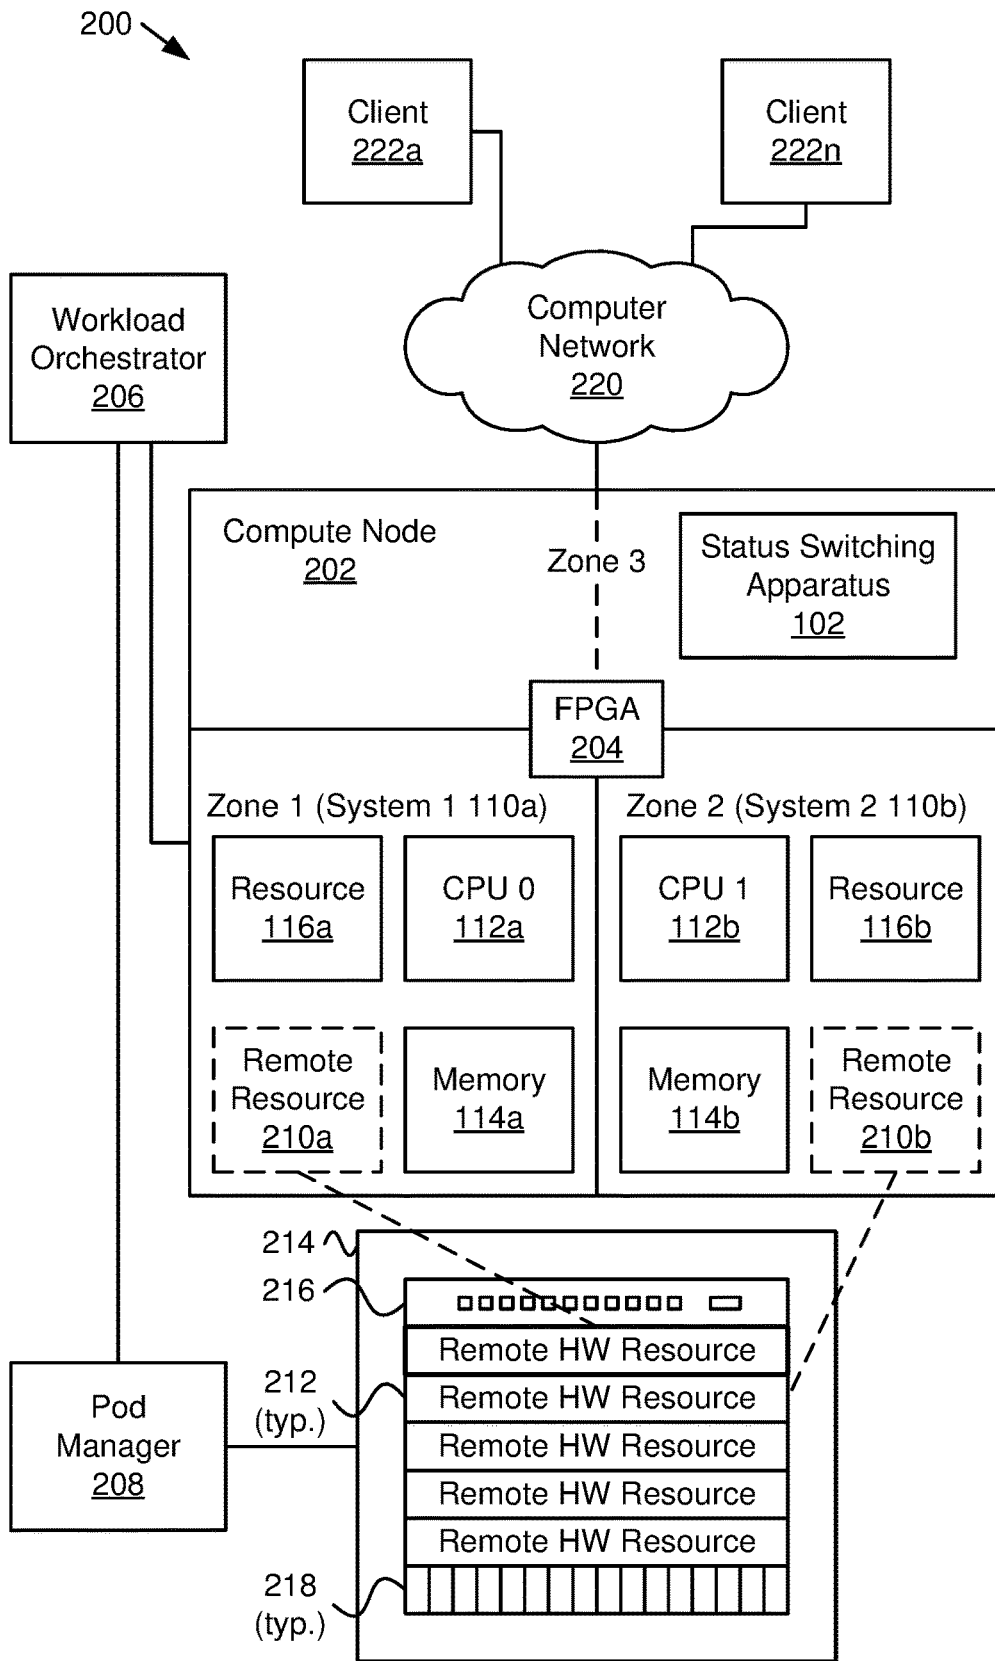 200
Client
222a
Client
222n
Computer
Network
220
Workload
Orchestrator
206
Compute Node
202
Zone 3
Status Switching
Apparatus
102
FPGA
204
Zone 1 (System 1 110a)
Zone 2 (System 2 110b)
Resource
116a
CPU 0
112a
CPU 1
112b
Resource
116b
Remote
Resource
210a
Memory
114a
Memory
114b
Remote
Resource
210b
214
216
Remote HW Resource
212
(typ.)
Remote HW Resource
Remote HW Resource
Remote HW Resource
Remote HW Resource
Pod
Manager
208
218
(typ.)